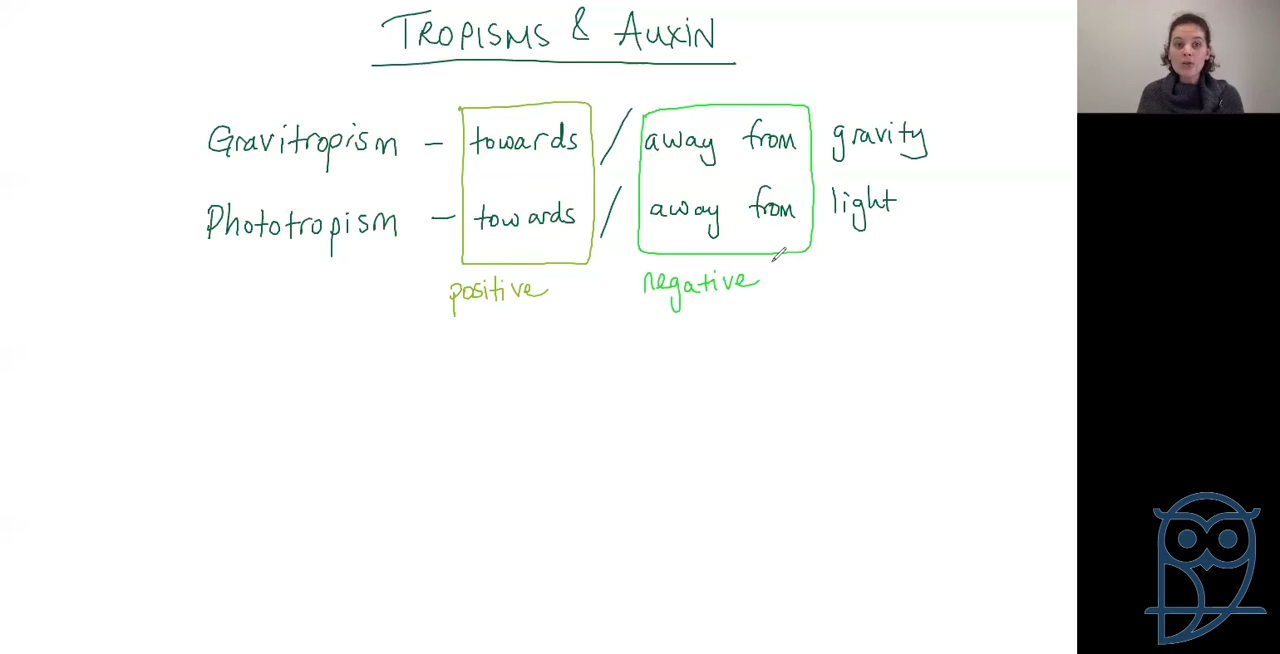 TROPISMS & AUXIN
Gravitropism - towards / away from gravity
Phototropism - towards / away from light
positive negative